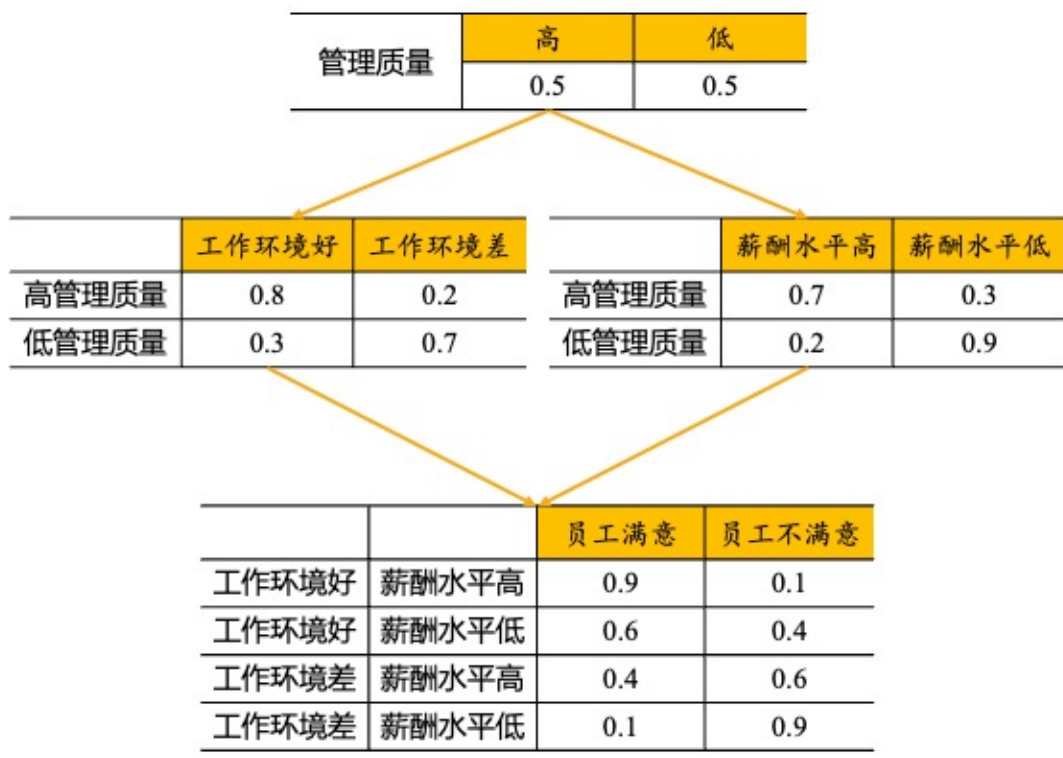 管理质量 高 低
0.5 0.5
工作环境好 工作环境差
高管理质量 0.8 0.2
低管理质量 0.3 0.7
薪酬水平高 薪酬水平低
高管理质量 0.7 0.3
低管理质量 0.2 0.9
员工满意 员工不满意
工作环境好 薪酬水平高 0.9 0.1
工作环境好 薪酬水平低 0.6 0.4
工作环境差 薪酬水平高 0.4 0.6
工作环境差 薪酬水平低 0.1 0.9